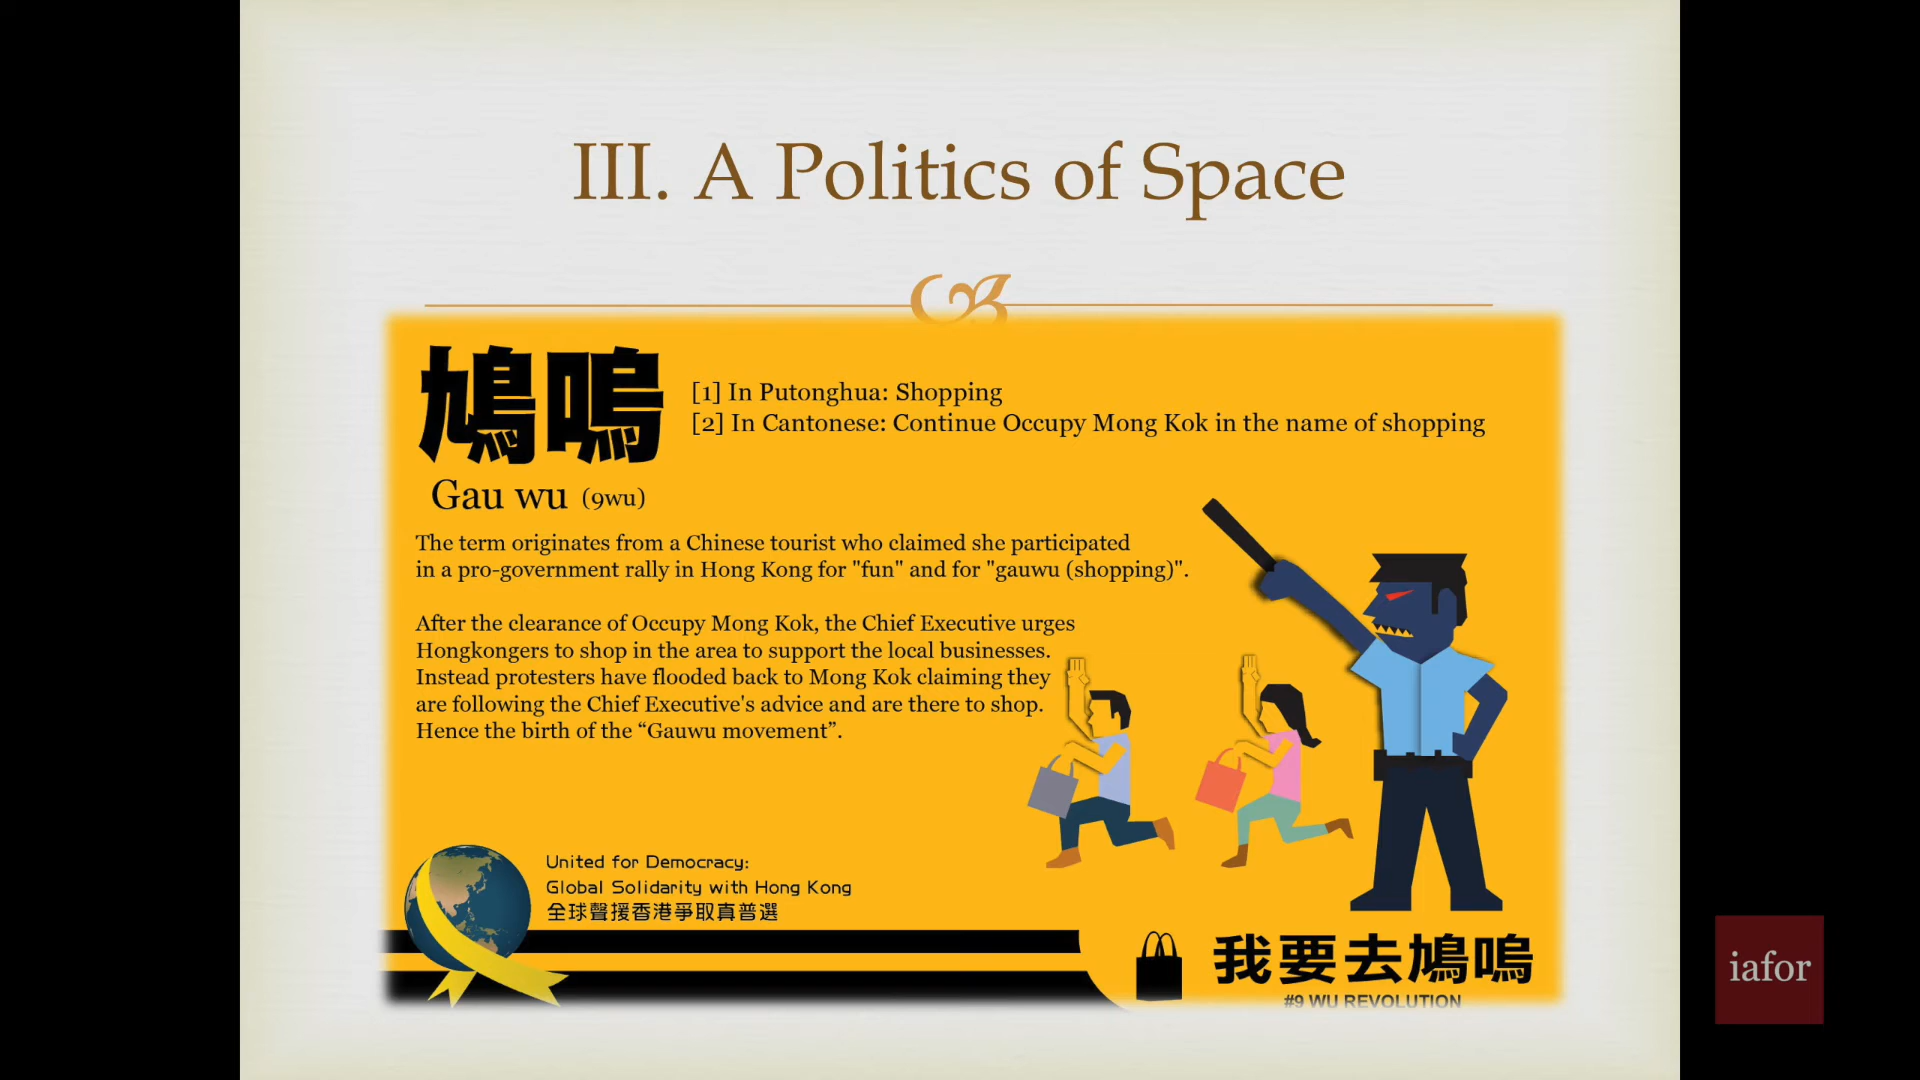 III. A Politics of Space
鳩嗚
[1] In Putonghua: Shopping
[2] In Cantonese: Continue Occupy Mong Kok in the name of shopping
Gau wu (9wu)
The term originates from a Chinese tourist who claimed she participated
in a pro-government rally in Hong Kong for "fun" and for "gauwu (shopping)".
After the clearance of Occupy Mong Kok, the Chief Executive urges
Hongkongers to shop in the area to support the local businesses.
Instead protesters have flooded back to Mong Kok claiming they
are following the Chief Executive's advice and are there to shop.
Hence the birth of the “Gauwu movement”.
United for Democracy:
Global Solidarity with Hong Kong
全球聲援香港爭取真普選
我要去鳩嗚
#9 WU REVOLUTION
iafor